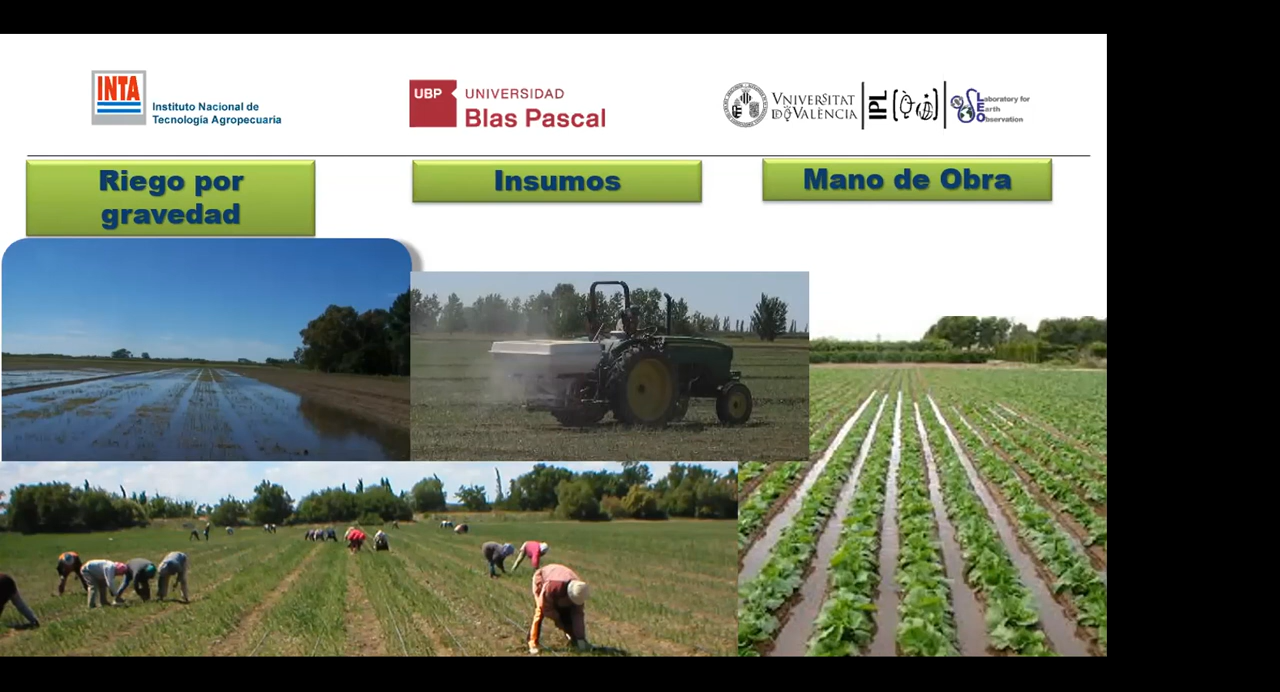 INTA
Instituto Nacional de
Tecnología Agropecuaria
UBP
UNIVERSIDAD
Blas Pascal
VNIVERSITAT
D VALÈNCIA
IPL
Laboratory for
Earth
Observation
LEO
Riego por
gravedad
Insumos
Mano de Obra